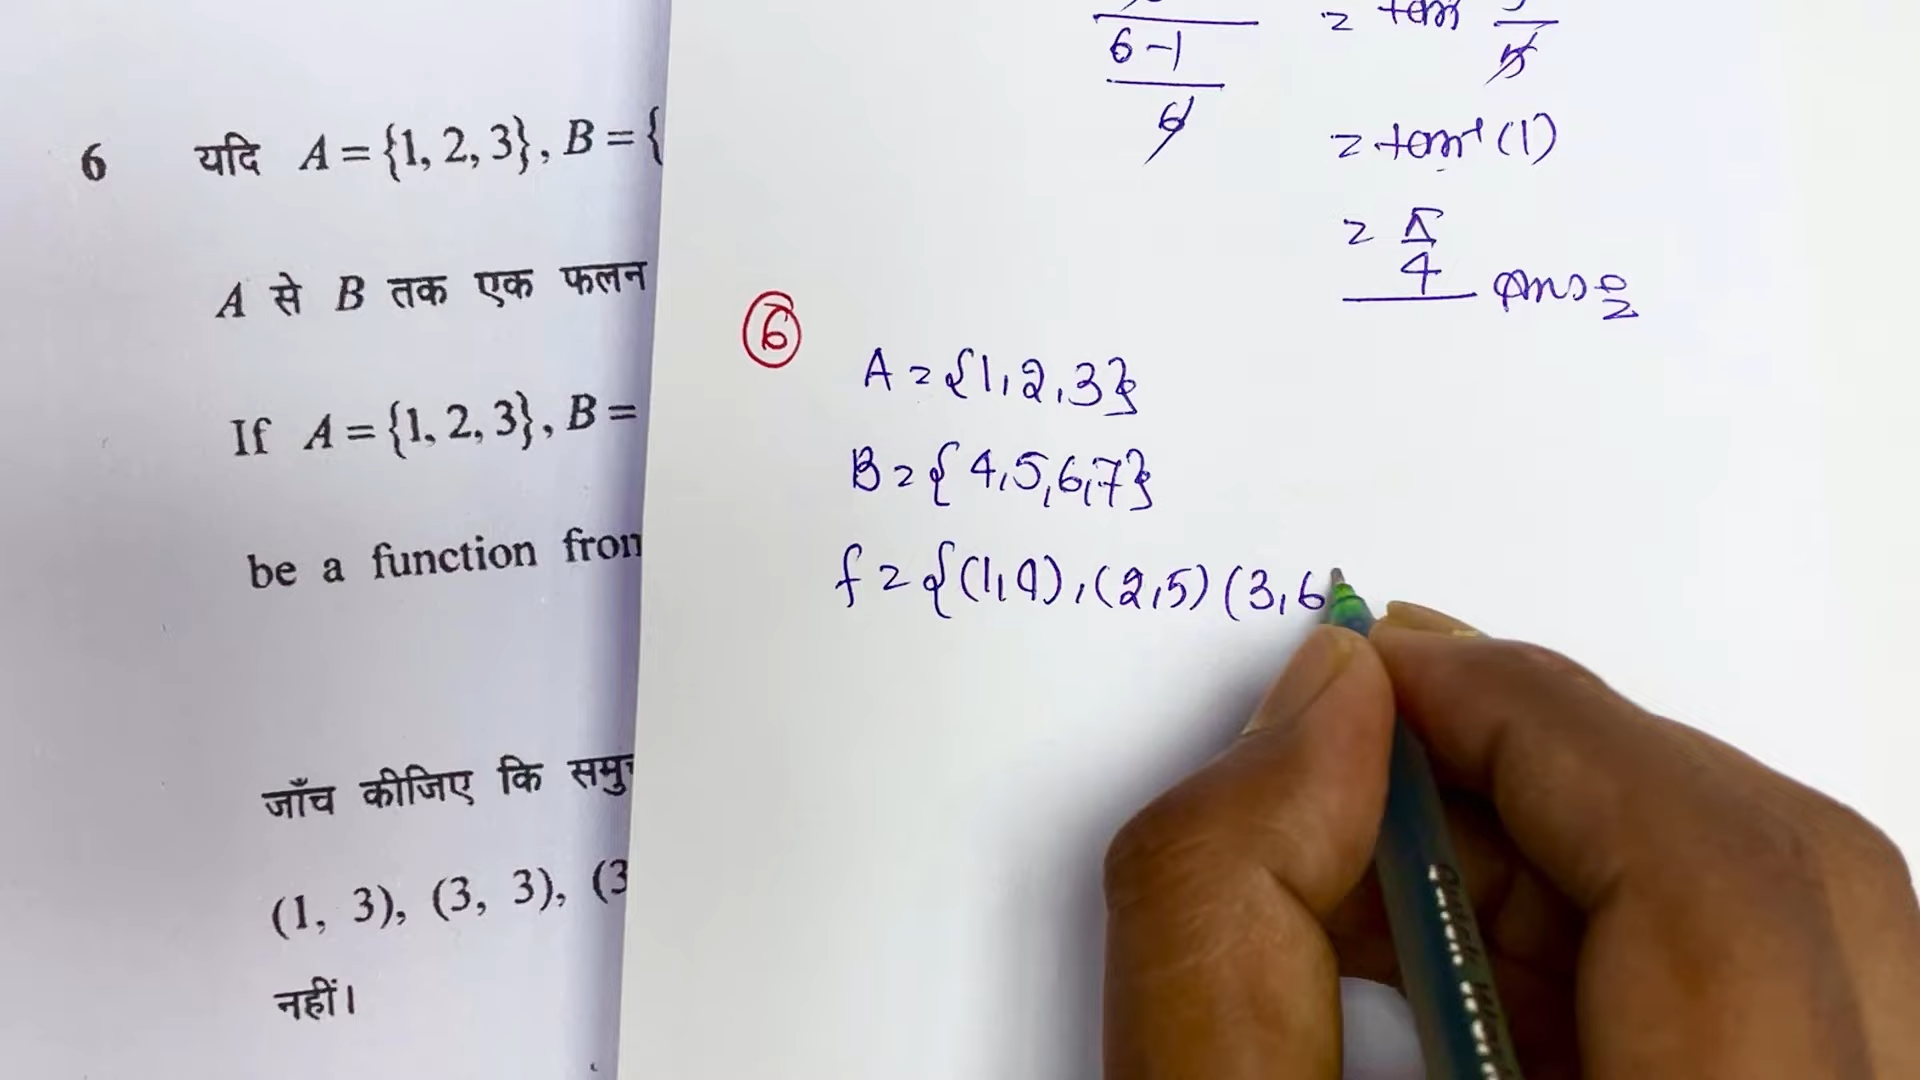 6 यदि A = {1, 2, 3}, B = {
A से B तक एक फलन
If A = {1, 2, 3}, B =
be a function fron
जाँच कीजिए कि समु
(1, 3), (3, 3), (3
नहीं।
6-1
6
= tan⁻¹ (1)
= π
4 Ans
6
A = {1, 2, 3}
B = { 4, 5, 6, 7}
f = {(1, 4), (2, 5) (3, 6